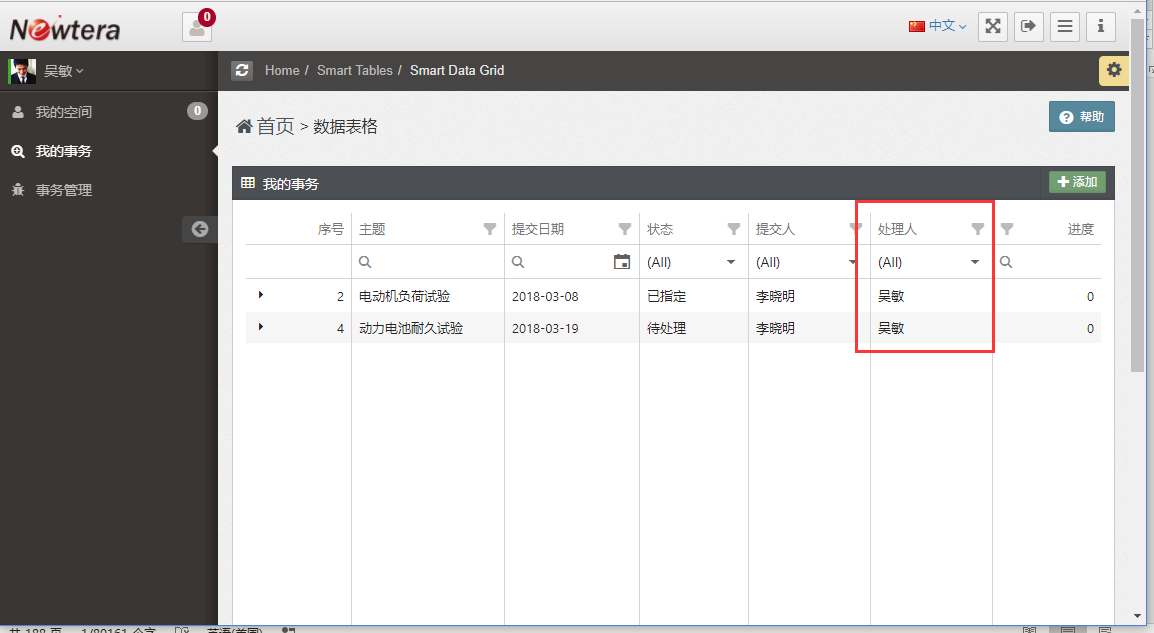 Newtera
0
中文
吴敏
Home / Smart Tables / Smart Data Grid
我的空间
0
我的事务
事务管理
首页 > 数据表格
帮助
我的事务
添加
序号 主题 提交日期 状态 提交人 处理人 进度
(All) (All) (All)
2 电动机负荷试验 2018-03-08 已指定 李晓明 吴敏 0
4 动力电池耐久试验 2018-03-19 待处理 李晓明 吴敏 0